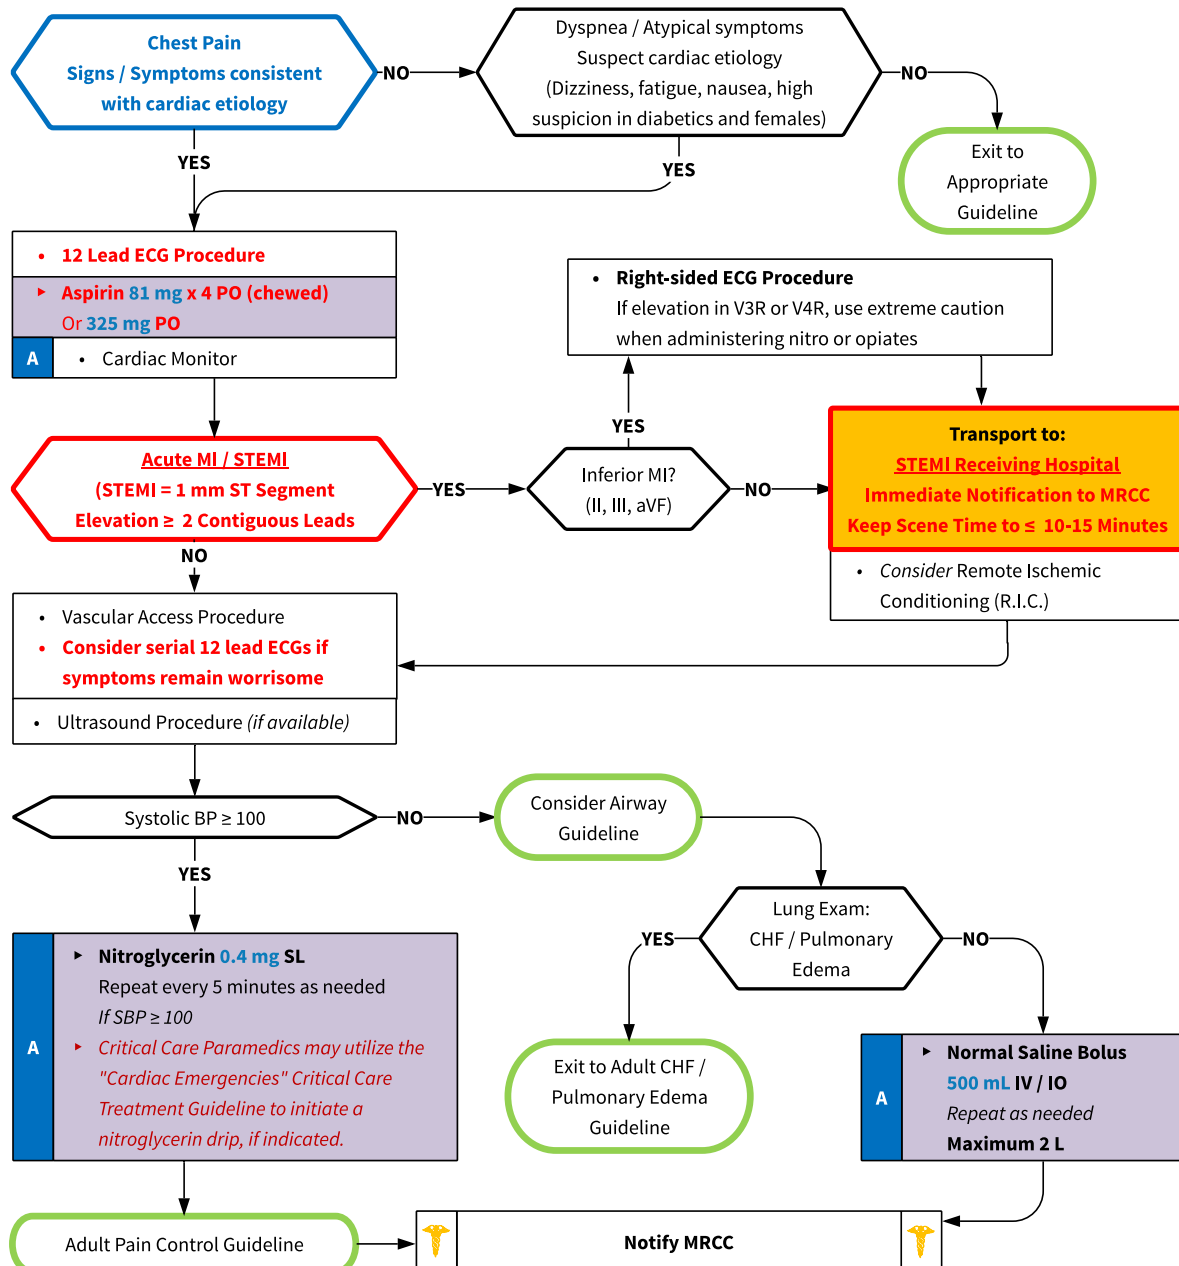 Chest Pain
Signs / Symptoms consistent
with cardiac etiology
NO
Dyspnea / Atypical symptoms
Suspect cardiac etiology
(Dizziness, fatigue, nausea, high
suspicion in diabetics and females)
NO
Exit to
Appropriate
Guideline
YES
YES
• 12 Lead ECG Procedure
▸ Aspirin 81 mg x 4 PO (chewed)
Or 325 mg PO
A
• Cardiac Monitor
• Right-sided ECG Procedure
If elevation in V3R or V4R, use extreme caution
when administering nitro or opiates
YES
Acute MI / STEMI
(STEMI = 1 mm ST Segment
Elevation ≥ 2 Contiguous Leads
YES
Inferior MI?
(II, III, aVF)
NO
Transport to:
STEMI Receiving Hospital
Immediate Notification to MRCC
Keep Scene Time to ≤ 10-15 Minutes
• Consider Remote Ischemic
Conditioning (R.I.C.)
NO
• Vascular Access Procedure
• Consider serial 12 lead ECGs if
symptoms remain worrisome
• Ultrasound Procedure (if available)
Systolic BP ≥ 100
NO
Consider Airway
Guideline
YES
Lung Exam:
CHF / Pulmonary
Edema
YES
NO
A
▸ Nitroglycerin 0.4 mg SL
Repeat every 5 minutes as needed
If SBP ≥ 100
▸ Critical Care Paramedics may utilize the
"Cardiac Emergencies" Critical Care
Treatment Guideline to initiate a
nitroglycerin drip, if indicated.
Exit to Adult CHF /
Pulmonary Edema
Guideline
A
▸ Normal Saline Bolus
500 mL IV / IO
Repeat as needed
Maximum 2 L
Adult Pain Control Guideline
Notify MRCC